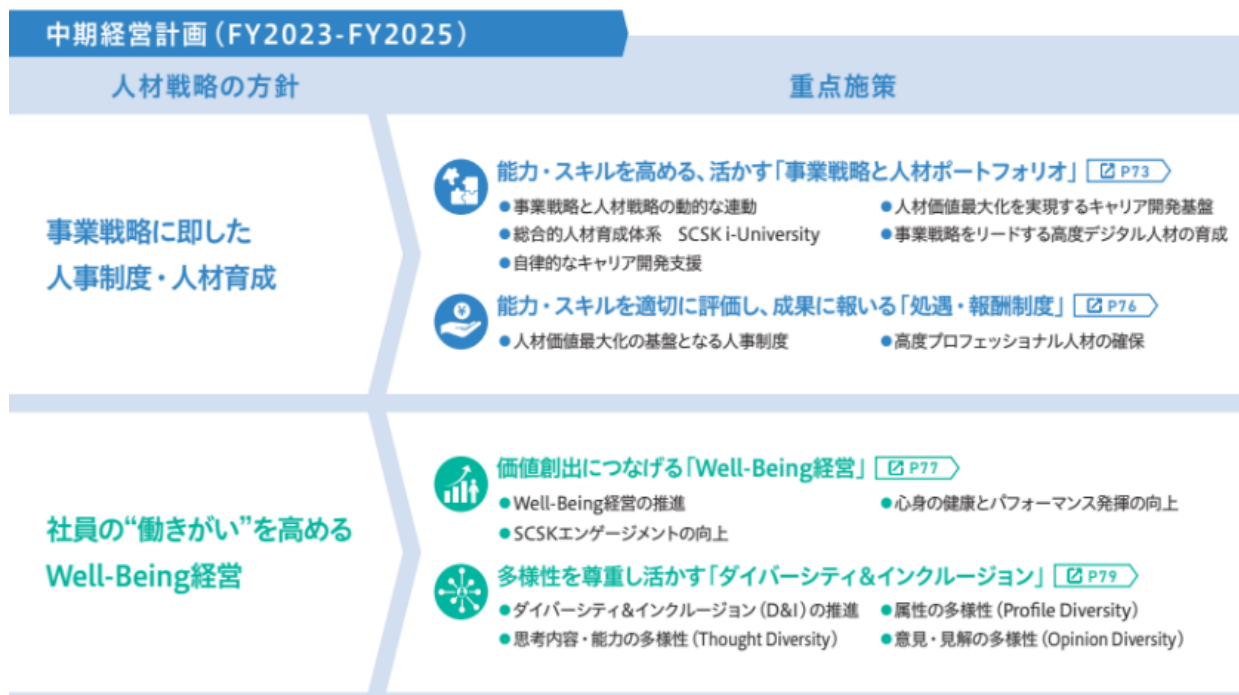 中期経営計画(FY2023-FY2025)
人材戦略の方針
重点施策
事業戦略に即した
人事制度・人材育成
能力・スキルを高める、活かす「事業戦略と人材ポートフォリオ」 P73
●事業戦略と人材戦略の動的な連動
●人材価値最大化を実現するキャリア開発基盤
●総合的人材育成体系 SCSK i-University
●事業戦略をリードする高度デジタル人材の育成
●自律的なキャリア開発支援
能力・スキルを適切に評価し、成果に報いる「処遇・報酬制度」 P76
●人材価値最大化の基盤となる人事制度
●高度プロフェッショナル人材の確保
社員の“働きがい”を高める
Well-Being経営
価値創出につなげる「Well-Being経営」 P77
●Well-Being経営の推進
●心身の健康とパフォーマンス発揮の向上
●SCSKエンゲージメントの向上
多様性を尊重し活かす「ダイバーシティ&インクルージョン」 P79
●ダイバーシティ&インクルージョン(D&I)の推進
●属性の多様性(Profile Diversity)
●思考内容・能力の多様性(Thought Diversity)
●意見・見解の多様性(Opinion Diversity)